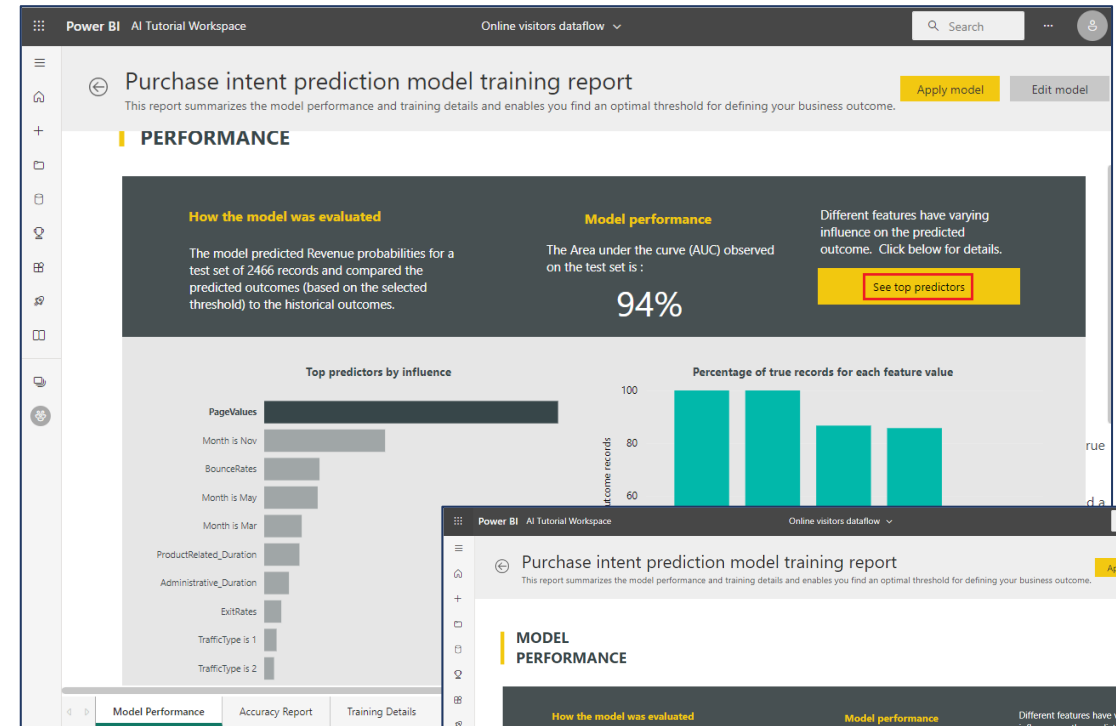 Power BI AI Tutorial Workspace
Online visitors dataflow
Search
Purchase intent prediction model training report
This report summarizes the model performance and training details and enables you find an optimal threshold for defining your business outcome.
Apply model
Edit model
PERFORMANCE
How the model was evaluated
The model predicted Revenue probabilities for a
test set of 2466 records and compared the
predicted outcomes (based on the selected
threshold) to the historical outcomes.
Model performance
The Area under the curve (AUC) observed
on the test set is :
94%
Different features have varying
influence on the predicted
outcome. Click below for details.
See top predictors
Top predictors by influence
PageValues
Month is Nov
BounceRates
Month is May
Month is Mar
ProductRelated_Duration
Administrative_Duration
ExitRates
TrafficType is 1
TrafficType is 2
Percentage of true records for each feature value
100
80
60
utcome records
rue
d a
Model Performance
Accuracy Report
Training Details
Power BI AI Tutorial Workspace
Online visitors dataflow
Purchase intent prediction model training report
This report summarizes the model performance and training details and enables you find an optimal threshold for defining your business outcome.
Ap
MODEL
PERFORMANCE
How the model was evaluated
Model performance
Different features have v